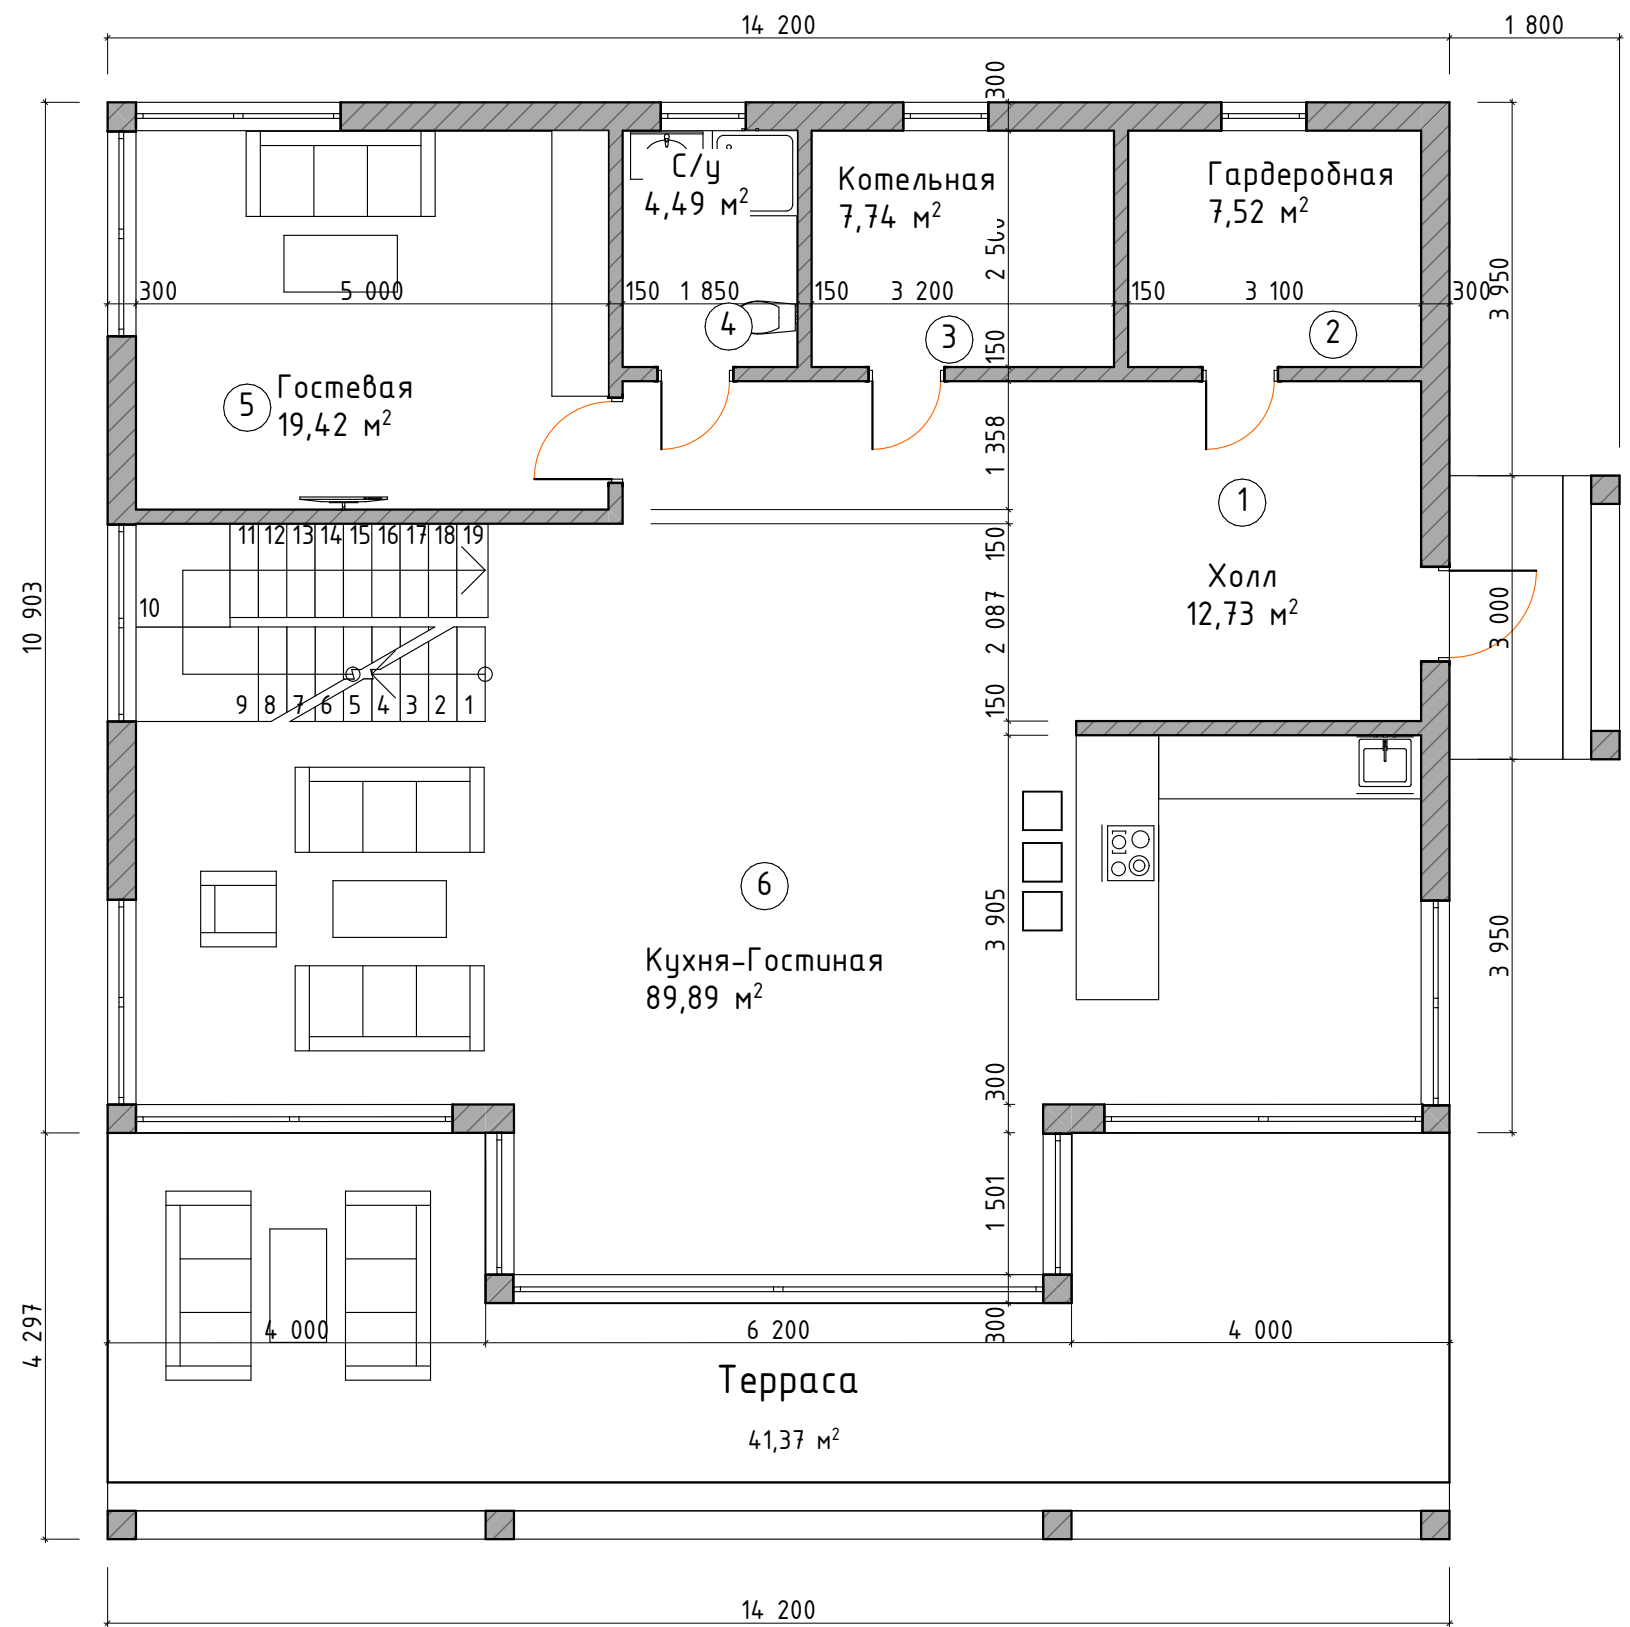 14 200
1 800
300
С/у
4,49 м²
Котельная
7,74 м²
Гардеробная
7,52 м²
2 500
3 950
300
5 000
150
1 850
150
3 200
150
3 100
300
4
3
2
150
5
Гостевая
19,42 м²
1 358
1
11 12 13 14 15 16 17 18 19
150
Холл
12,73 м²
10
10 903
2 087
3 000
9 8 7 6 5 4 3 2 1
150
6
3 905
3 950
Кухня-Гостиная
89,89 м²
300
1 501
4 297
4 000
6 200
300
4 000
Терраса
41,37 м²
14 200